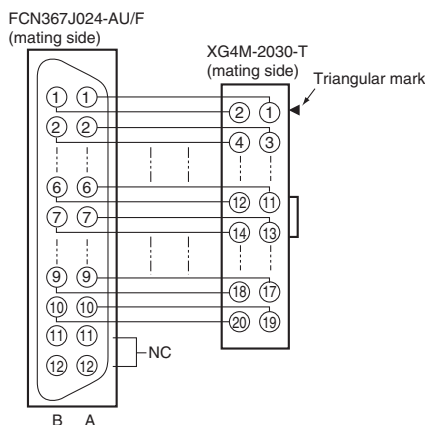 FCN367J024-AU/F
(mating side)
XG4M-2030-T
(mating side)
Triangular mark
1 1
2 1
2 2
4 3
6 6
12 11
7 7
14 13
9 9
18 17
10 10
20 19
11 11
NC
12 12
B A